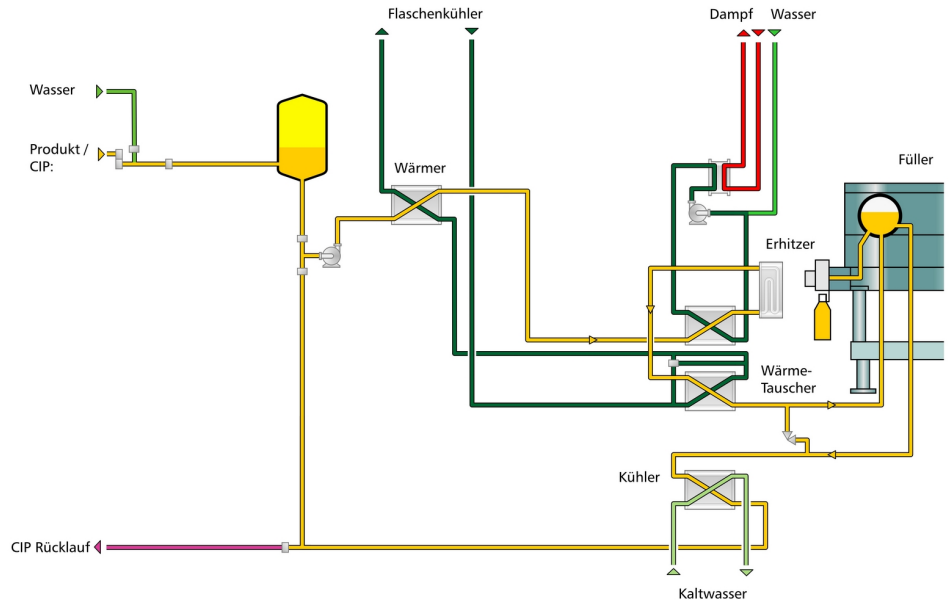 Flaschenkühler
Dampf
Wasser
Wasser
Produkt /
CIP:
Wärmer
Füller
Erhitzer
Wärme-
Tauscher
Kühler
CIP Rücklauf
Kaltwasser